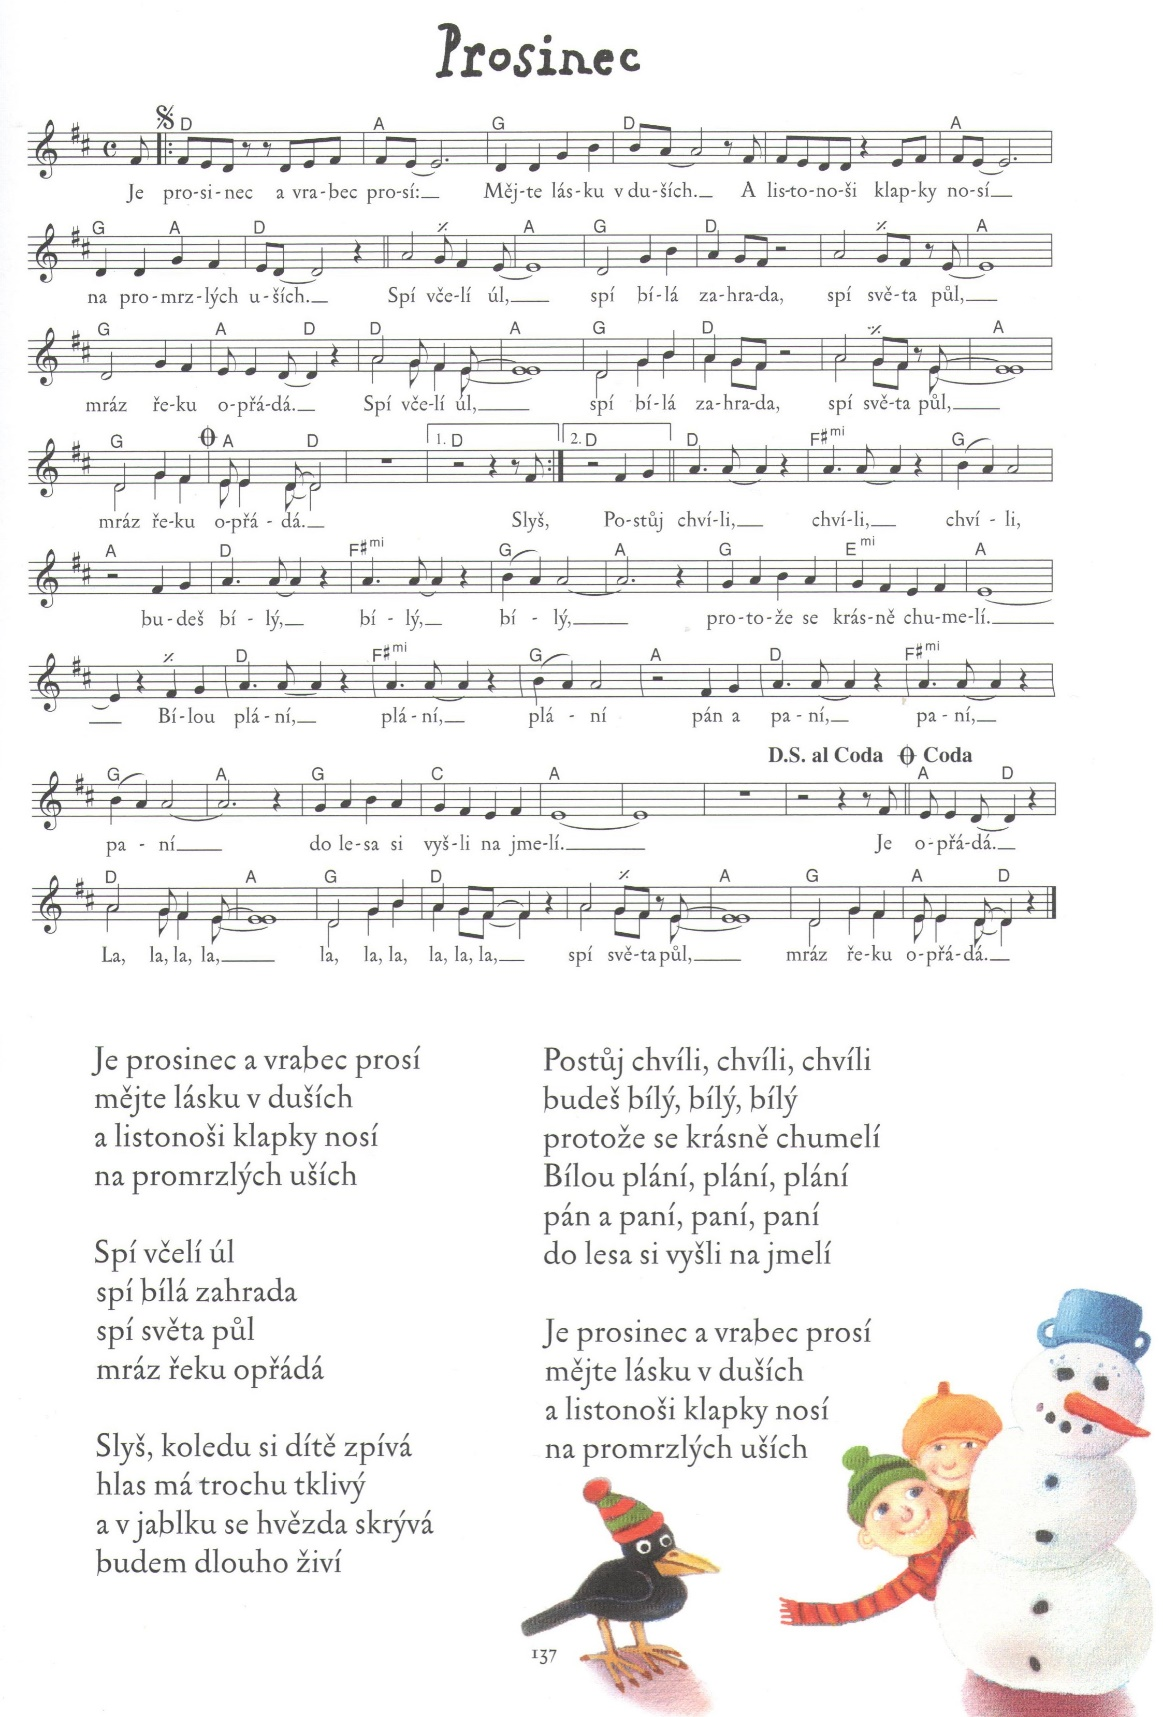 Prosinec
D A G D A
Je pro-si-nec a vra-bec pro-sí: Měj-te lás-ku v du-ších. A lis-to-no-ši klap-ky no-sí
G A D A G D A
na pro-mrz-lých u-ších. Spí vče-lí úl, spí bí-lá za-hra-da, spí svě-ta půl,
G A D D A G D A
mráz ře-ku o-přá-dá. Spí vče-lí úl, spí bí-lá za-hra-da, spí svě-ta půl,
G A D 1. D 2. D D F#mi G
mráz ře-ku o-přá-dá. Slyš, Po-stůj chví-li, chví-li, chví-li,
A D F#mi G A G Emi A
bu-deš bí-lý, bí-lý, bí-lý, pro-to-že se krás-ně chu-me-lí.
D F#mi G A D F#mi
Bí-lou plá-ní, plá-ní, plá-ní pán a pa-ní, pa-ní,
D.S. al Coda Coda
G A G C A A D
pa-ní do le-sa si vyš-li na jme-lí. Je o-přá-dá.
D A G D A G A D
La, la, la, la, la, la, la, la, la, la, spí svě-ta půl, mráz ře-ku o-přá-dá.
Je prosinec a vrabec prosí
mějte lásku v duších
a listonoši klapky nosí
na promrzlých uších
Spí včelí úl
spí bílá zahrada
spí světa půl
mráz řeku opřádá
Slyš, koledu si dítě zpívá
hlas má trochu tklivý
a v jablku se hvězda skrývá
budem dlouho živí
Postůj chvíli, chvíli, chvíli
budeš bílý, bílý, bílý
protože se krásně chumelí
Bílou plání, plání, plání
pán a paní, paní, paní
do lesa si vyšli na jmelí
Je prosinec a vrabec prosí
mějte lásku v duších
a listonoši klapky nosí
na promrzlých uších
137